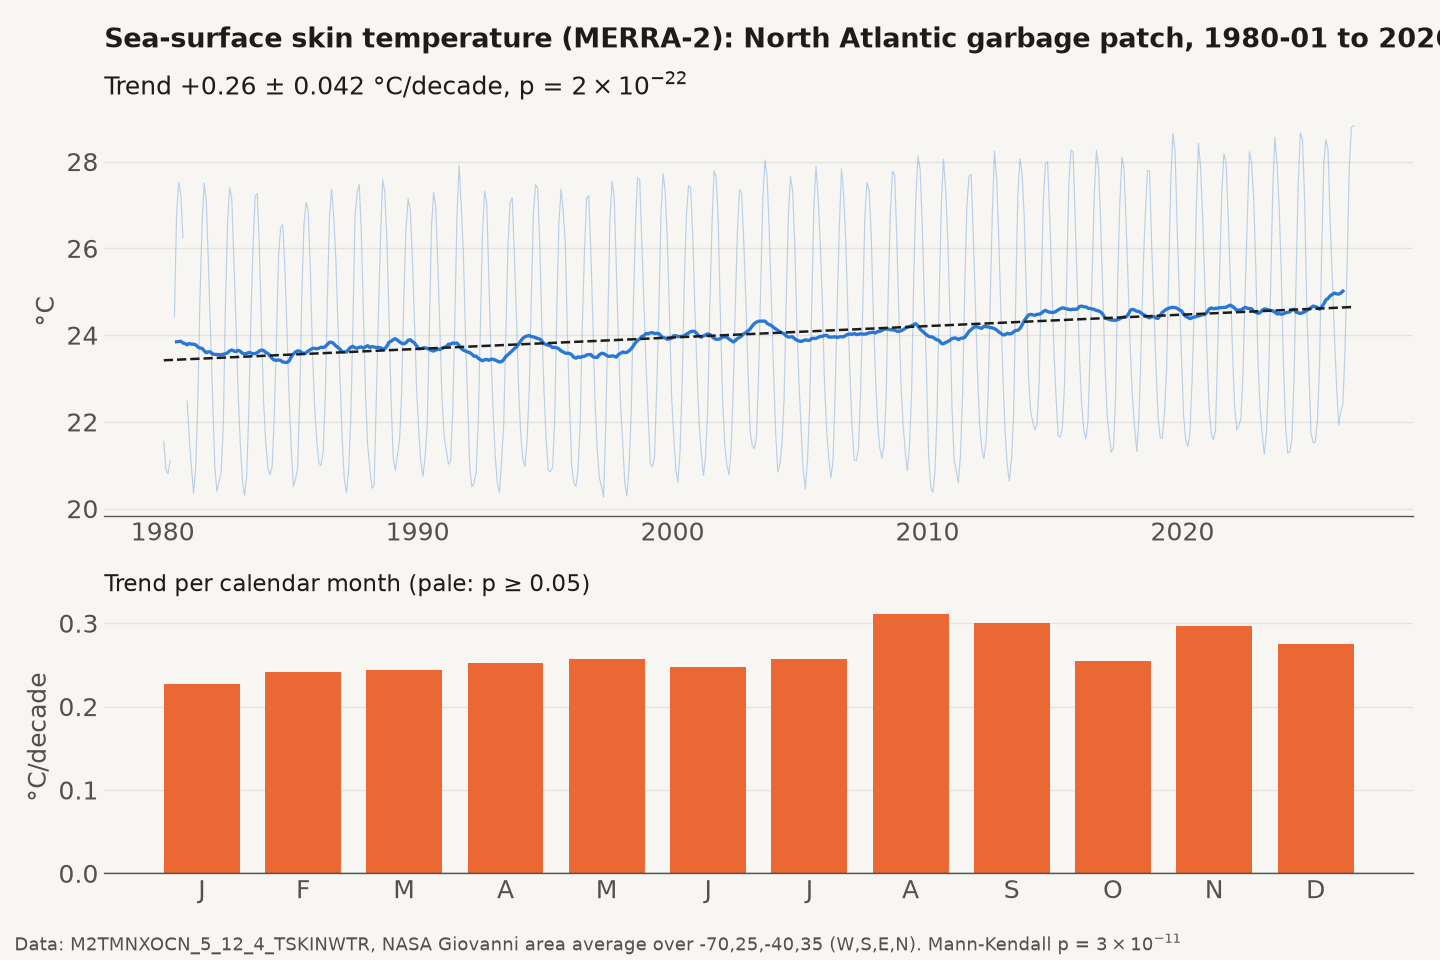 Sea-surface skin temperature (MERRA-2): North Atlantic garbage patch, 1980-01 to 202
Trend +0.26 ± 0.042 °C/decade, p = 2 × 10⁻²²
28
26
24
22
20
°C
1980 1990 2000 2010 2020
Trend per calendar month (pale: p ≥ 0.05)
0.3
0.2
0.1
0.0
°C/decade
J F M A M J J A S O N D
Data: M2TMNXOCN_5_12_4_TSKINWTR, NASA Giovanni area average over -70,25,-40,35 (W,S,E,N). Mann-Kendall p = 3 × 10⁻¹¹